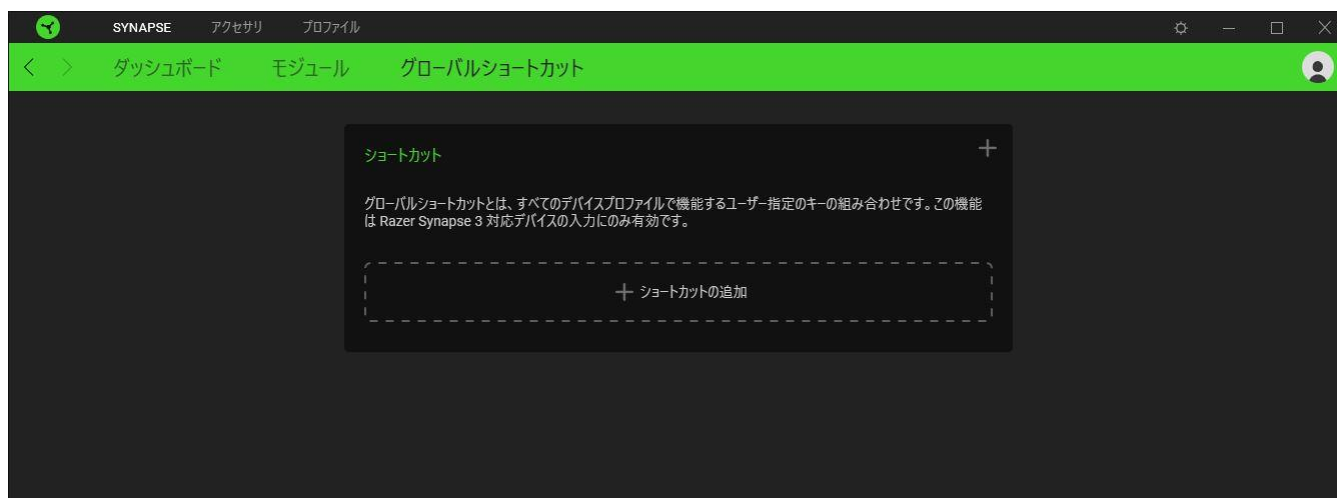 SYNAPSE アクセサリ プロファイル
ダッシュボード モジュール グローバルショートカット
ショートカット
グローバルショートカットとは、すべてのデバイスプロファイルで機能するユーザー指定のキーの組み合わせです。この機能
は Razer Synapse 3 対応デバイスの入力にのみ有効です。
ショートカットの追加